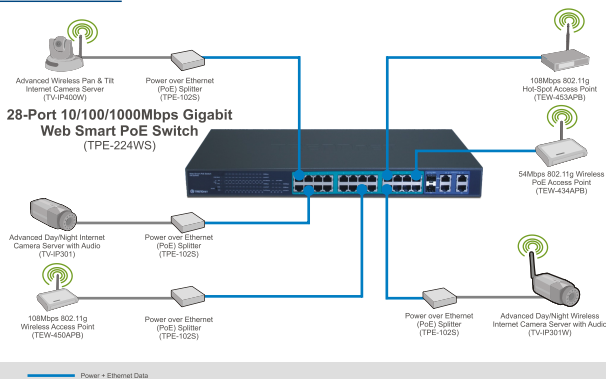 Advanced Wireless Pan & Tilt
Internet Camera Server
(TV-IP400W)
Power over Ethernet
(PoE) Splitter
(TPE-102S)
108Mbps 802.11g
Hot-Spot Access Point
(TEW-453APB)
28-Port 10/100/1000Mbps Gigabit
Web Smart PoE Switch
(TPE-224WS)
54Mbps 802.11g Wireless
PoE Access Point
(TEW-434APB)
Advanced Day/Night Internet
Camera Server with Audio
(TV-IP301)
Power over Ethernet
(PoE) Splitter
(TPE-102S)
108Mbps 802.11g
Wireless Access Point
(TEW-450APB)
Power over Ethernet
(PoE) Splitter
(TPE-102S)
Power over Ethernet
(PoE) Splitter
(TPE-102S)
Advanced Day/Night Wireless
Internet Camera Server with Audio
(TV-IP301W)
Power + Ethernet Data